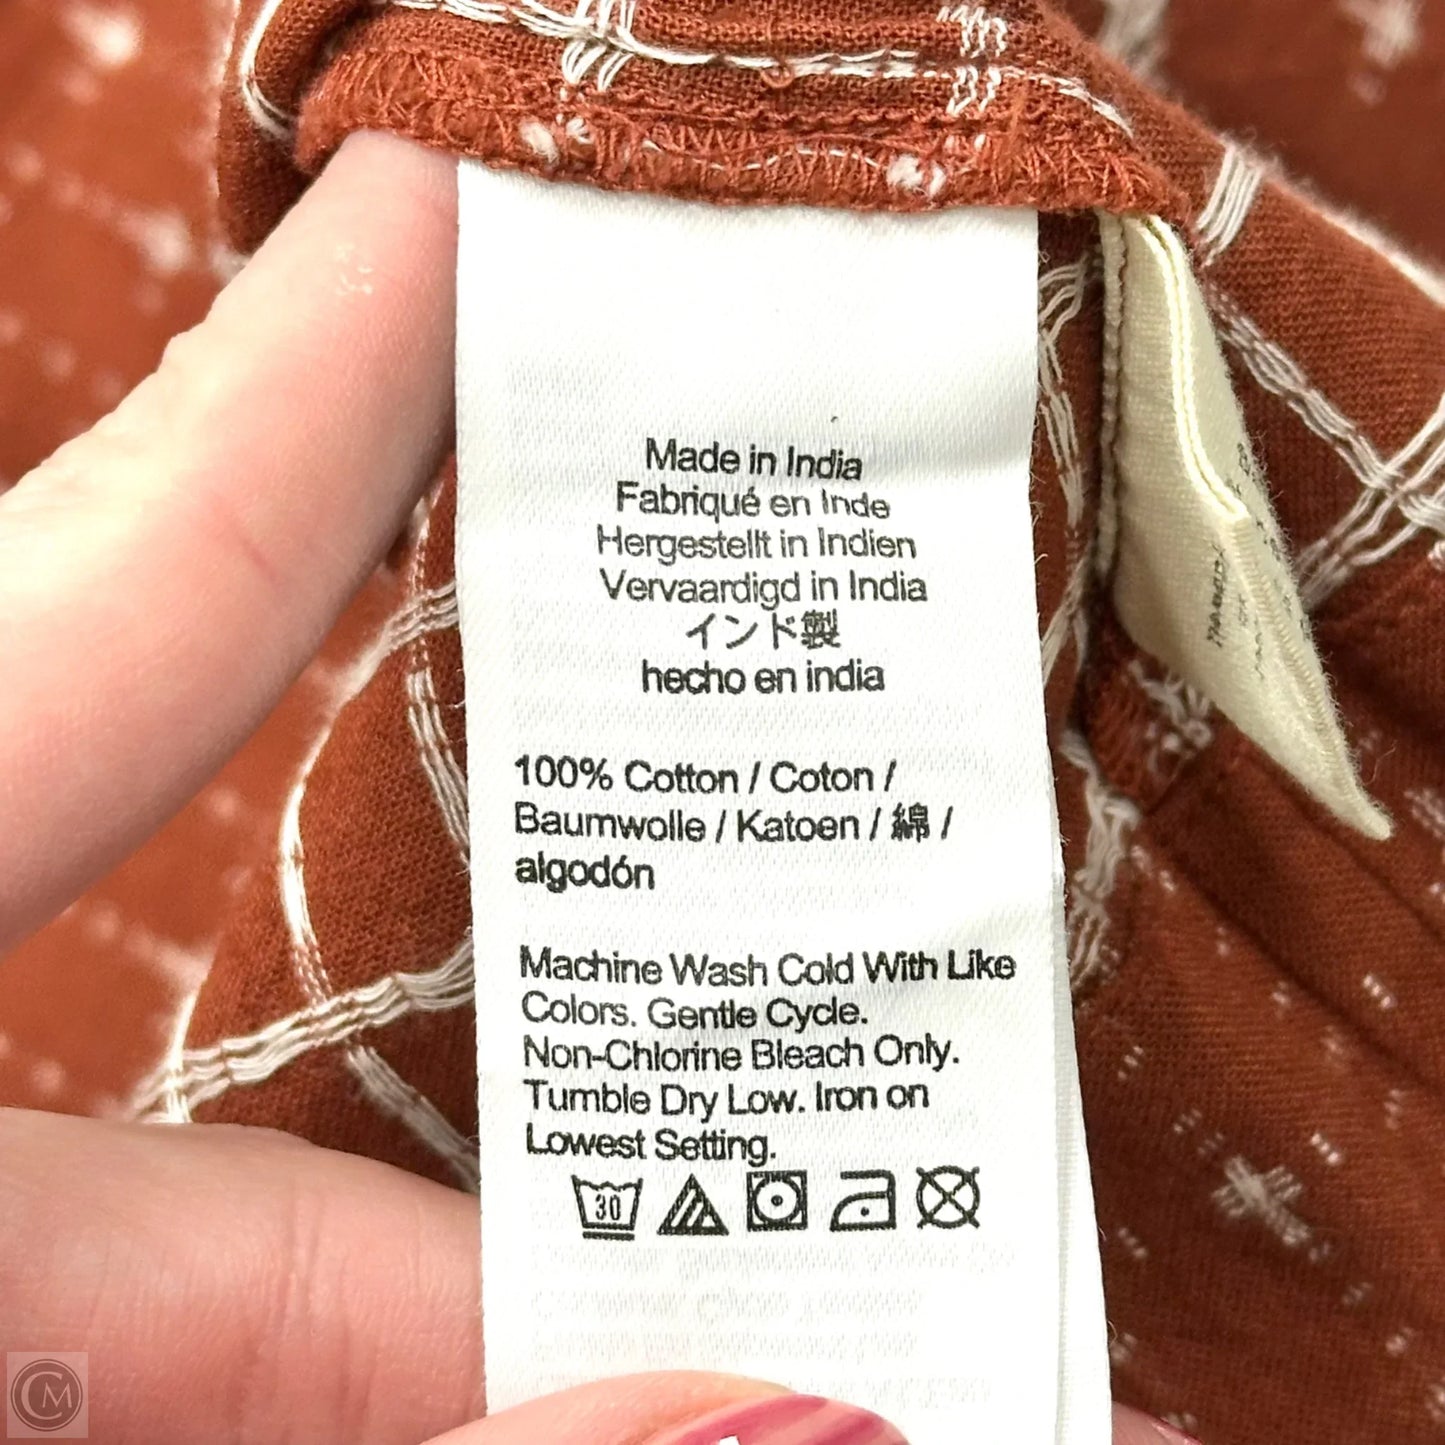 Made in India
Fabriqué en Inde
Hergestellt in Indien
Vervaardigd in India
インド製
hecho en india
100% Cotton / Coton /
Baumwolle / Katoen / 綿 /
algodón
Machine Wash Cold With Like
Colors. Gentle Cycle.
Non-Chlorine Bleach Only.
Tumble Dry Low. Iron on
Lowest Setting.
30
CM